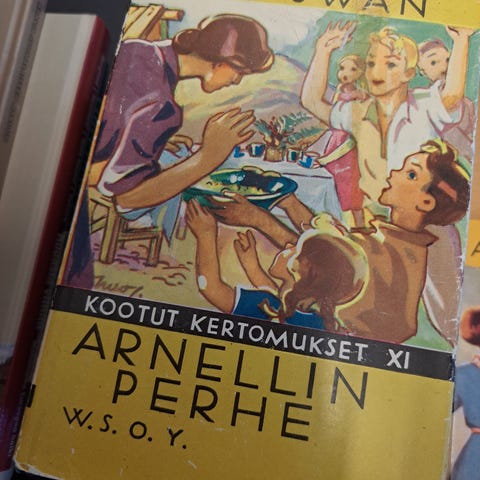 KOOTUT KERTOMUKSET XI
ARNELLIN
PERHE
W.S.O.Y.